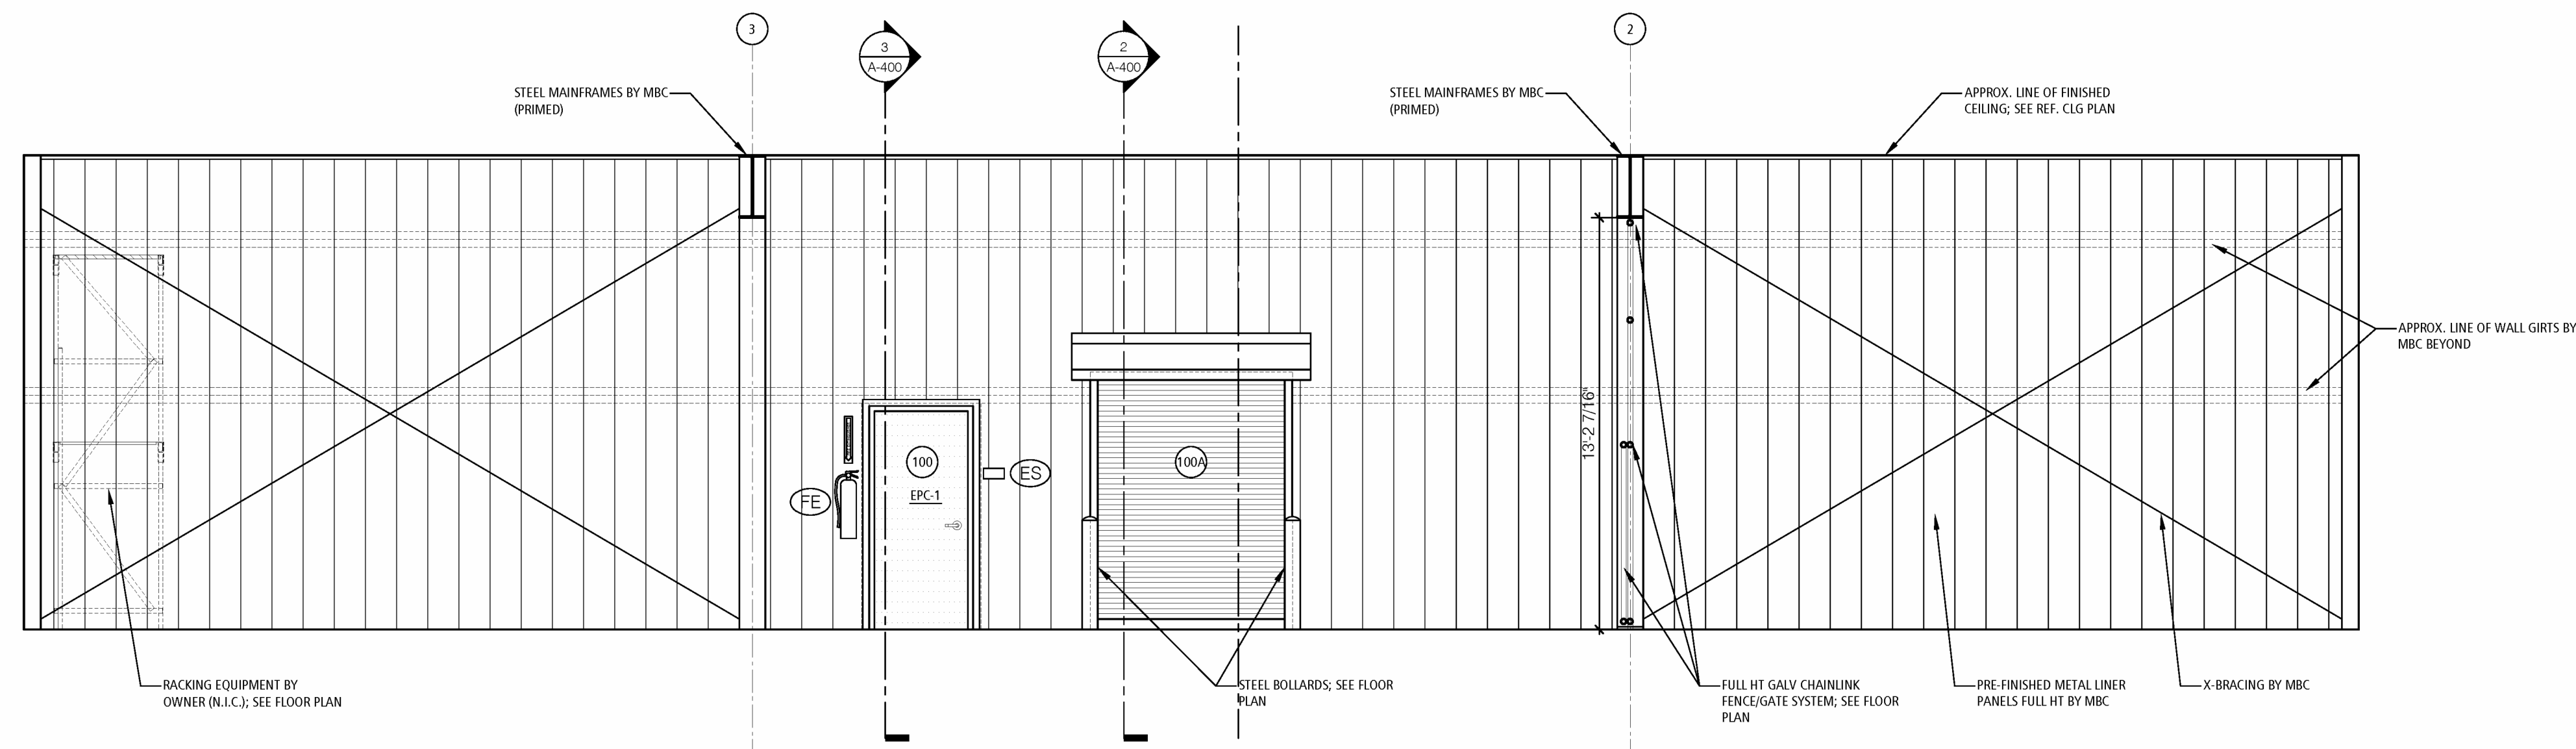 3
2
3
A-400
2
A-400
STEEL MAINFRAMES BY MBC
(PRIMED)
STEEL MAINFRAMES BY MBC
(PRIMED)
APPROX. LINE OF FINISHED
CEILING; SEE REF. CLG PLAN
APPROX. LINE OF WALL GIRTS BY
MBC BEYOND
13'-2 7/16"
100
EPC-1
FE
ES
100A
RACKING EQUIPMENT BY
OWNER (N.I.C.); SEE FLOOR PLAN
STEEL BOLLARDS; SEE FLOOR
PLAN
FULL HT GALV CHAINLINK
FENCE/GATE SYSTEM; SEE FLOOR
PLAN
PRE-FINISHED METAL LINER
PANELS FULL HT BY MBC
X-BRACING BY MBC